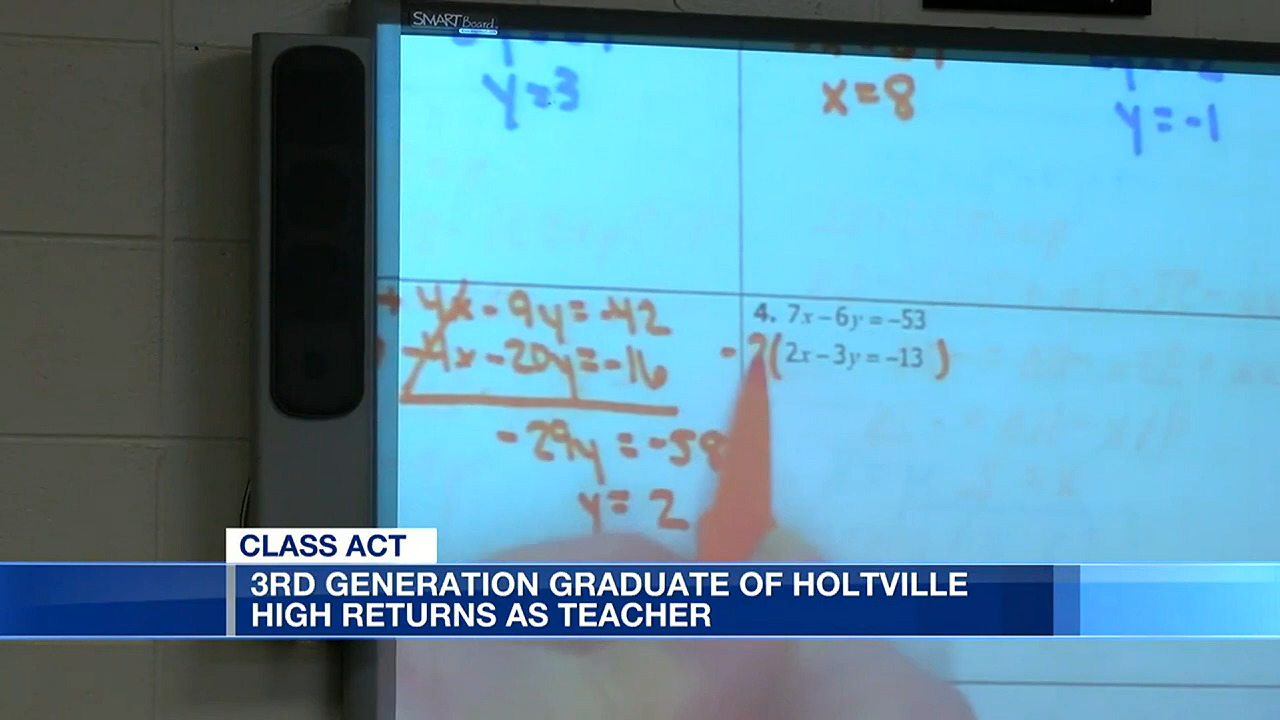 SMART Board
y=3
x=8
y=-1
4x-9y=-42
-4x-20y=-16
-29y=-58
y=2
4. 7x-6y=-53
-2(2x-3y=-13)
CLASS ACT
3RD GENERATION GRADUATE OF HOLTVILLE
HIGH RETURNS AS TEACHER